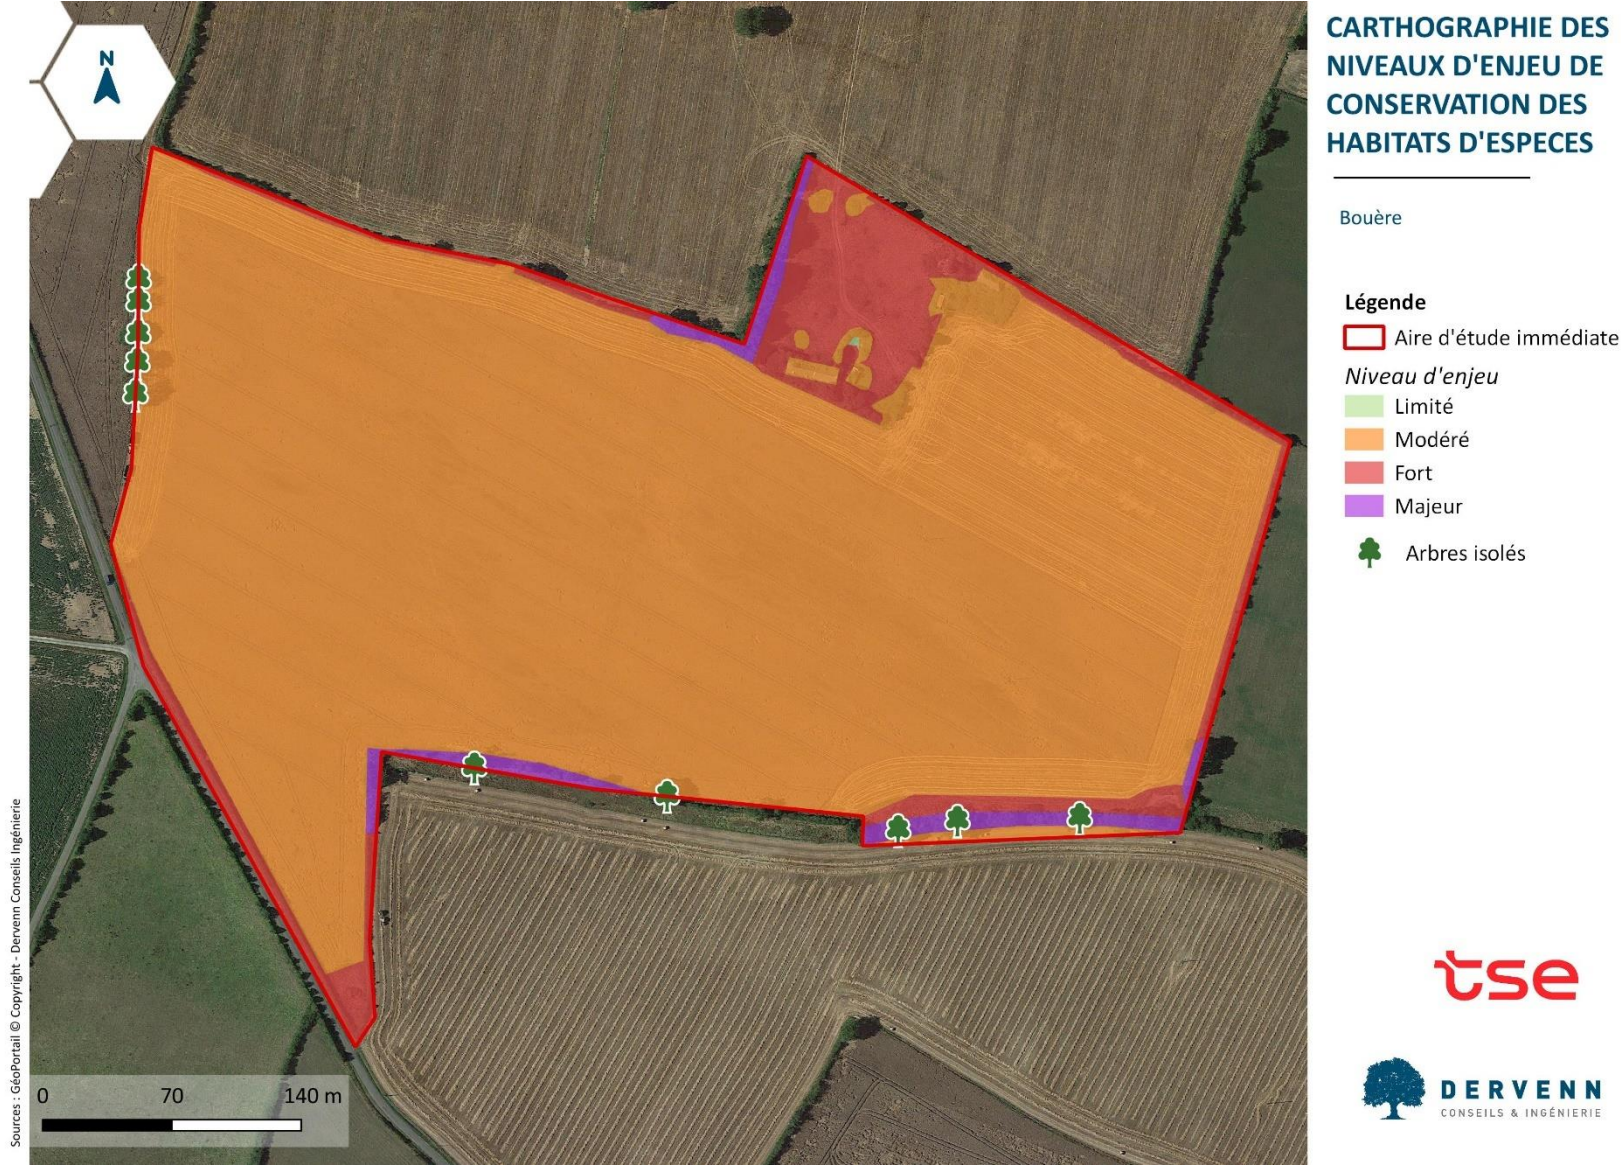 N
CARTHOGRAPHIE DES
NIVEAUX D'ENJEU DE
CONSERVATION DES
HABITATS D'ESPECES
Bouère
Légende
Aire d'étude immédiate
Niveau d'enjeu
Limité
Modéré
Fort
Majeur
Arbres isolés
tse
DERVENN
CONSEILS & INGÉNIERIE
0 70 140 m
Sources : GéoPortail © Copyright - Dervenn Conseils Ingénierie